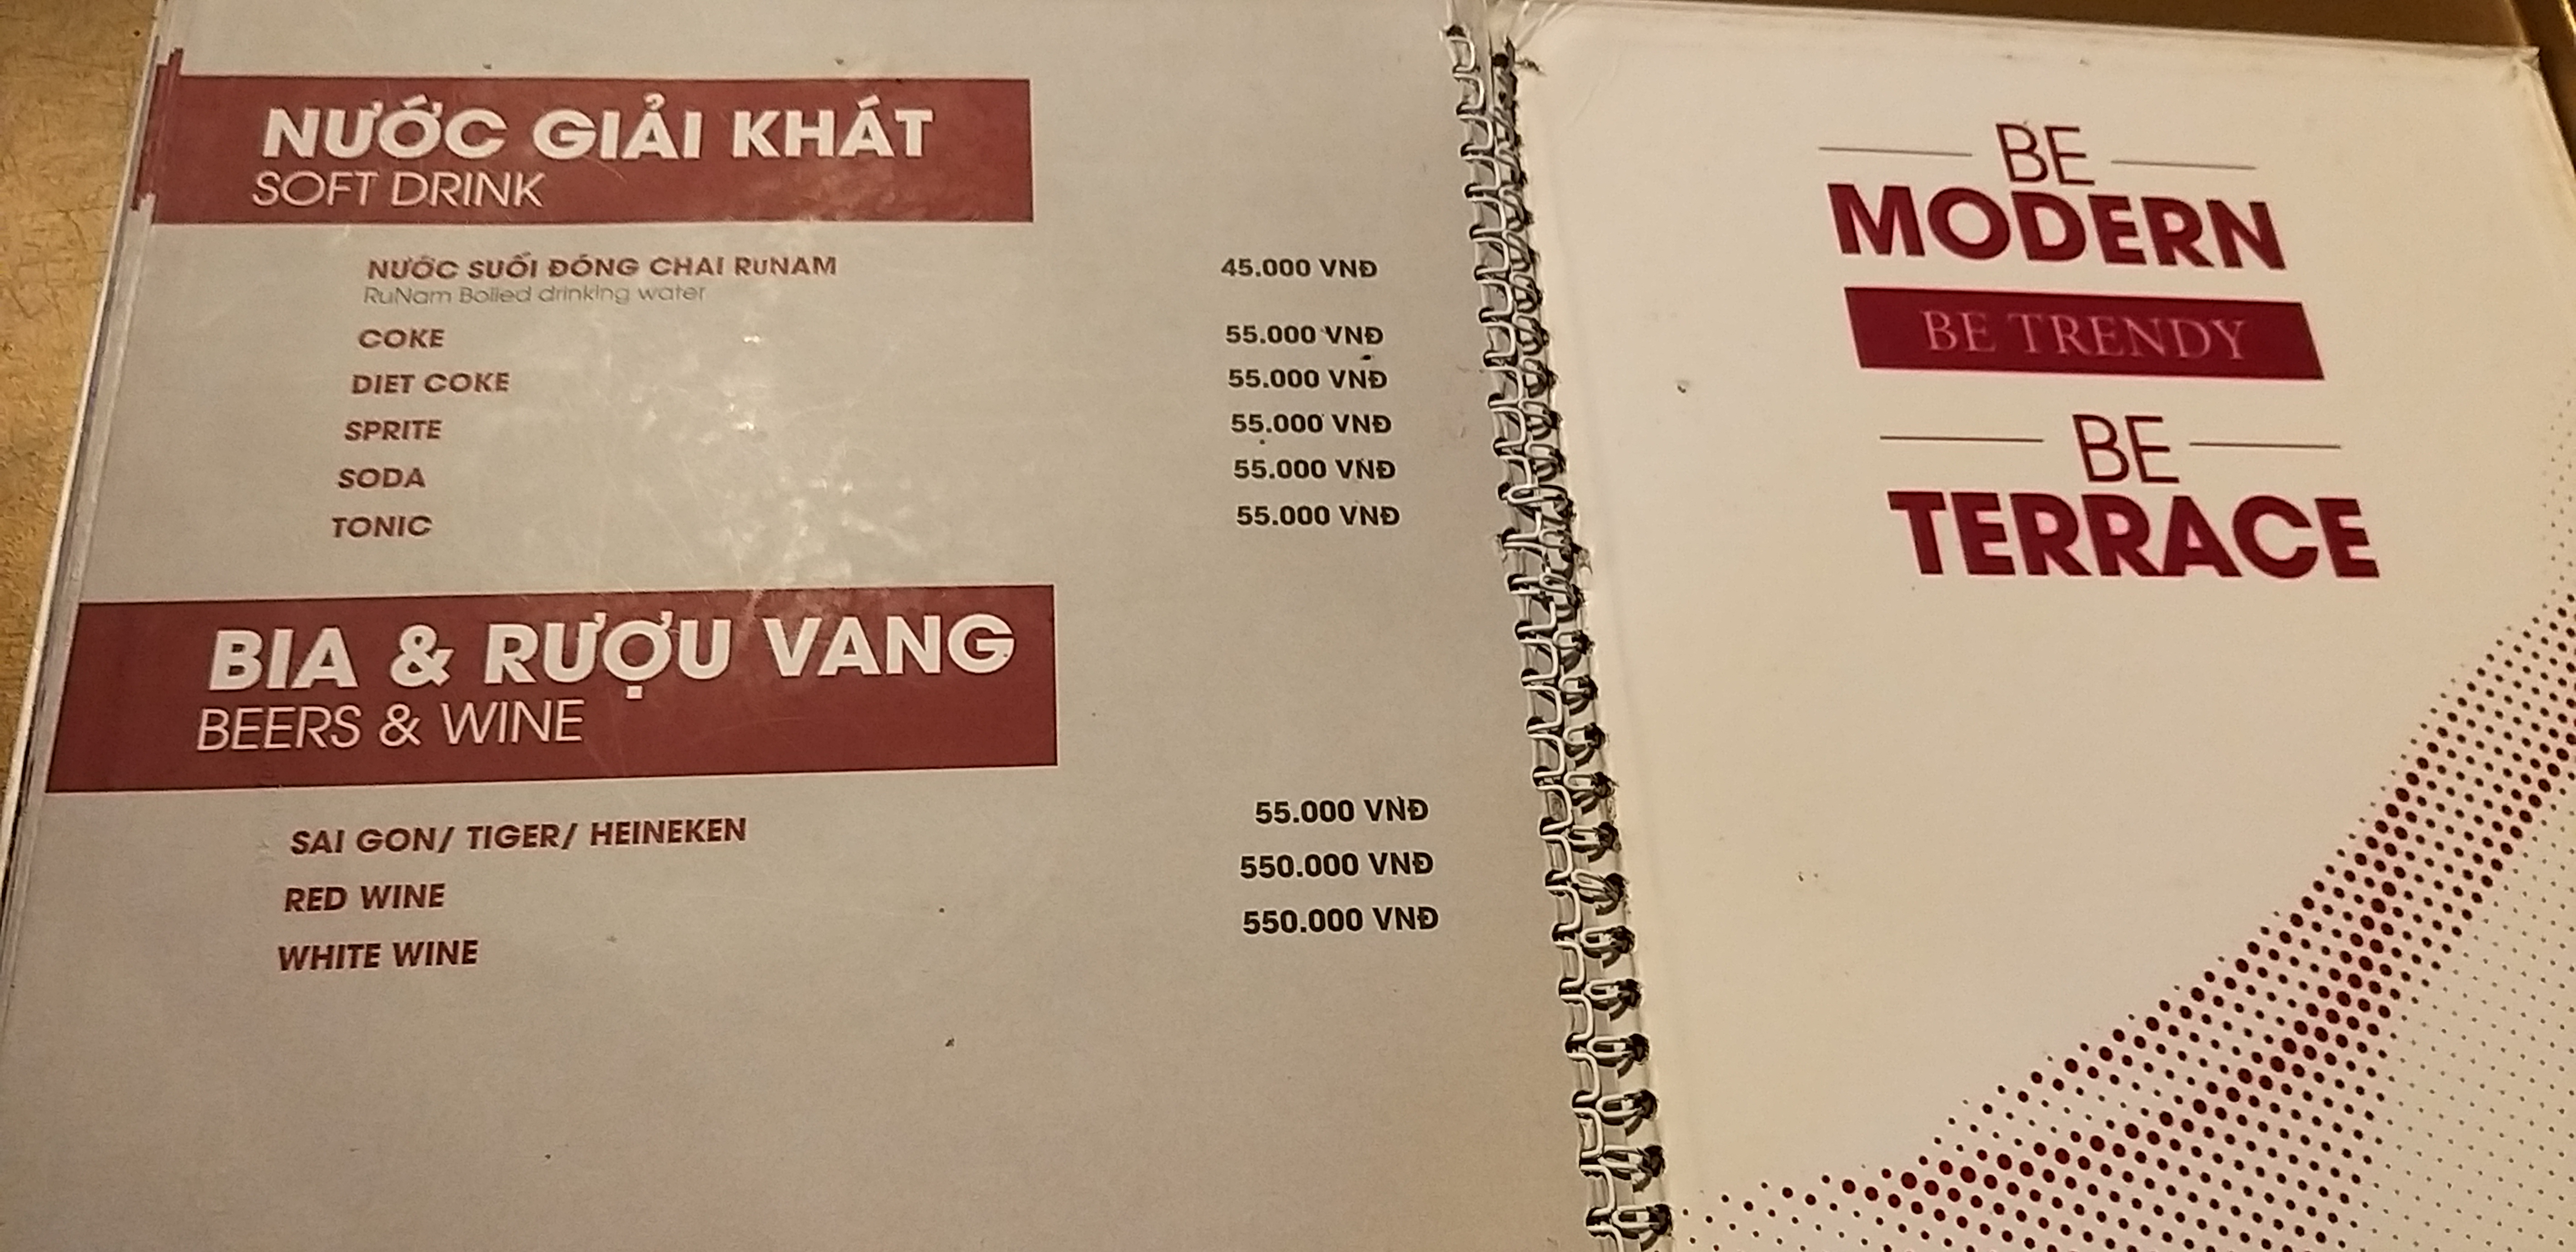 NƯỚC GIẢI KHÁT
SOFT DRINK
NƯỚC SUỐI ĐÓNG CHAI RuNAM 45.000 VNĐ
RuNam Boiled drinking water
COKE 55.000 VNĐ
DIET COKE 55.000 VNĐ
SPRITE 55.000 VNĐ
SODA 55.000 VNĐ
TONIC 55.000 VNĐ
BIA & RƯỢU VANG
BEERS & WINE
SAI GON/ TIGER/ HEINEKEN 55.000 VNĐ
RED WINE 550.000 VNĐ
WHITE WINE 550.000 VNĐ
BE
MODERN
BE TRENDY
BE
TERRACE